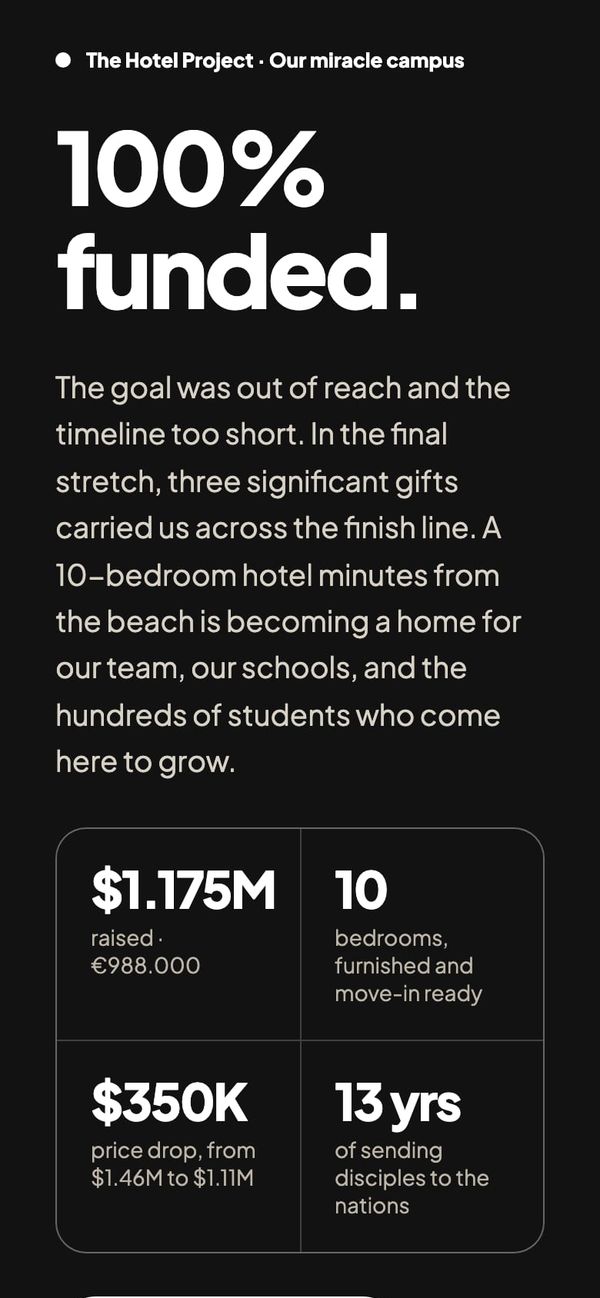 The Hotel Project · Our miracle campus
100%
funded.
The goal was out of reach and the
timeline too short. In the final
stretch, three significant gifts
carried us across the finish line. A
10–bedroom hotel minutes from
the beach is becoming a home for
our team, our schools, and the
hundreds of students who come
here to grow.
$1.175M
raised ·
€988.000
10
bedrooms,
furnished and
move-in ready
$350K
price drop, from
$1.46M to $1.11M
13 yrs
of sending
disciples to the
nations